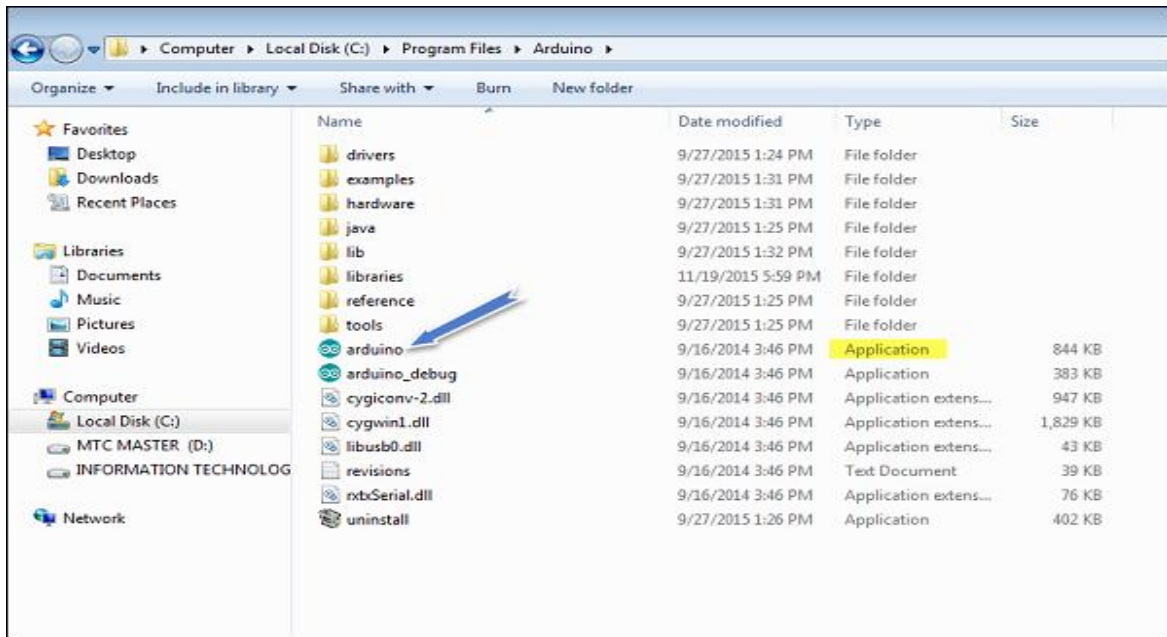 Computer Local Disk (C:) Program Files Arduino
Organize Include in library Share with Burn New folder
Favorites
Desktop
Downloads
Recent Places
Libraries
Documents
Music
Pictures
Videos
Computer
Local Disk (C:)
MTC MASTER (D:)
INFORMATION TECHNOLOG
Network
Name Date modified Type Size
drivers 9/27/2015 1:24 PM File folder
examples 9/27/2015 1:31 PM File folder
hardware 9/27/2015 1:31 PM File folder
java 9/27/2015 1:25 PM File folder
lib 9/27/2015 1:32 PM File folder
libraries 11/19/2015 5:59 PM File folder
reference 9/27/2015 1:25 PM File folder
tools 9/27/2015 1:25 PM File folder
arduino 9/16/2014 3:46 PM Application 844 KB
arduino_debug 9/16/2014 3:46 PM Application 383 KB
cygiconv-2.dll 9/16/2014 3:46 PM Application extens... 947 KB
cygwin1.dll 9/16/2014 3:46 PM Application extens... 1,829 KB
libusb0.dll 9/16/2014 3:46 PM Application extens... 43 KB
revisions 9/16/2014 3:46 PM Text Document 39 KB
rxtxSerial.dll 9/16/2014 3:46 PM Application extens... 76 KB
uninstall 9/27/2015 1:26 PM Application 402 KB